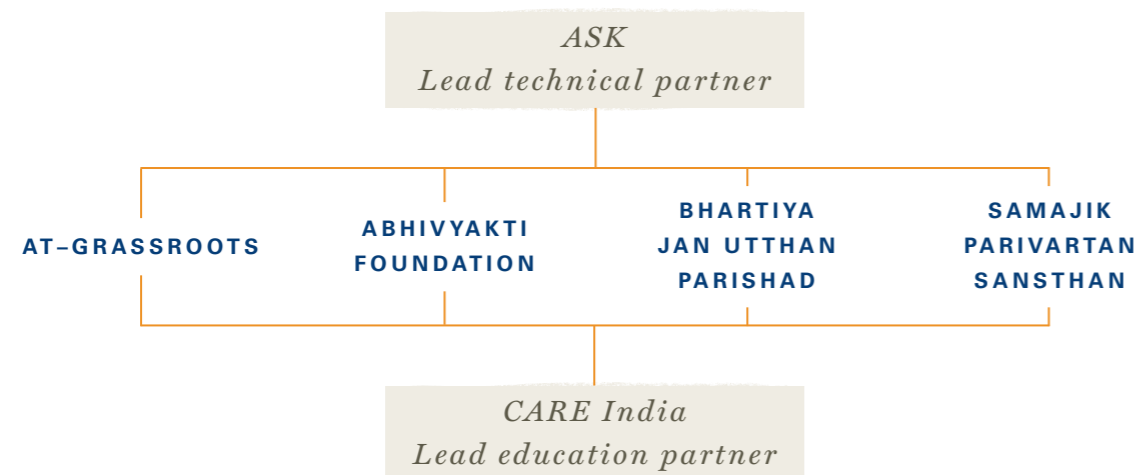 ASK
Lead technical partner
AT–GRASSROOTS
ABHIVYAKTI
FOUNDATION
BHARTIYA
JAN UTTHAN
PARISHAD
SAMAJIK
PARIVARTAN
SANSTHAN
CARE India
Lead education partner